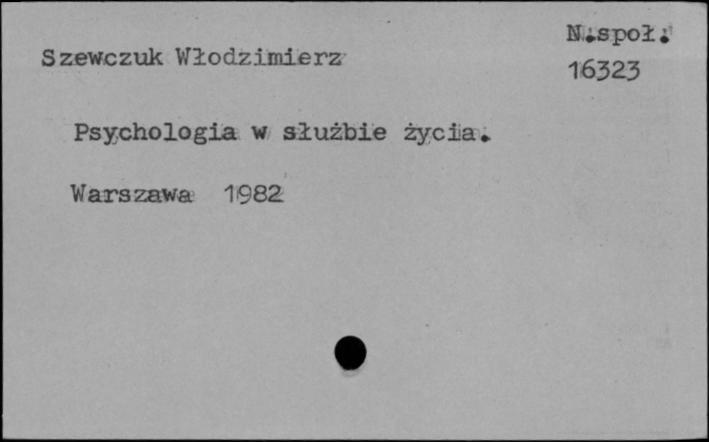 Szewczuk Włodzimierz
N.społ.
16323
Psychologia w służbie życia.
Warszawa 1982